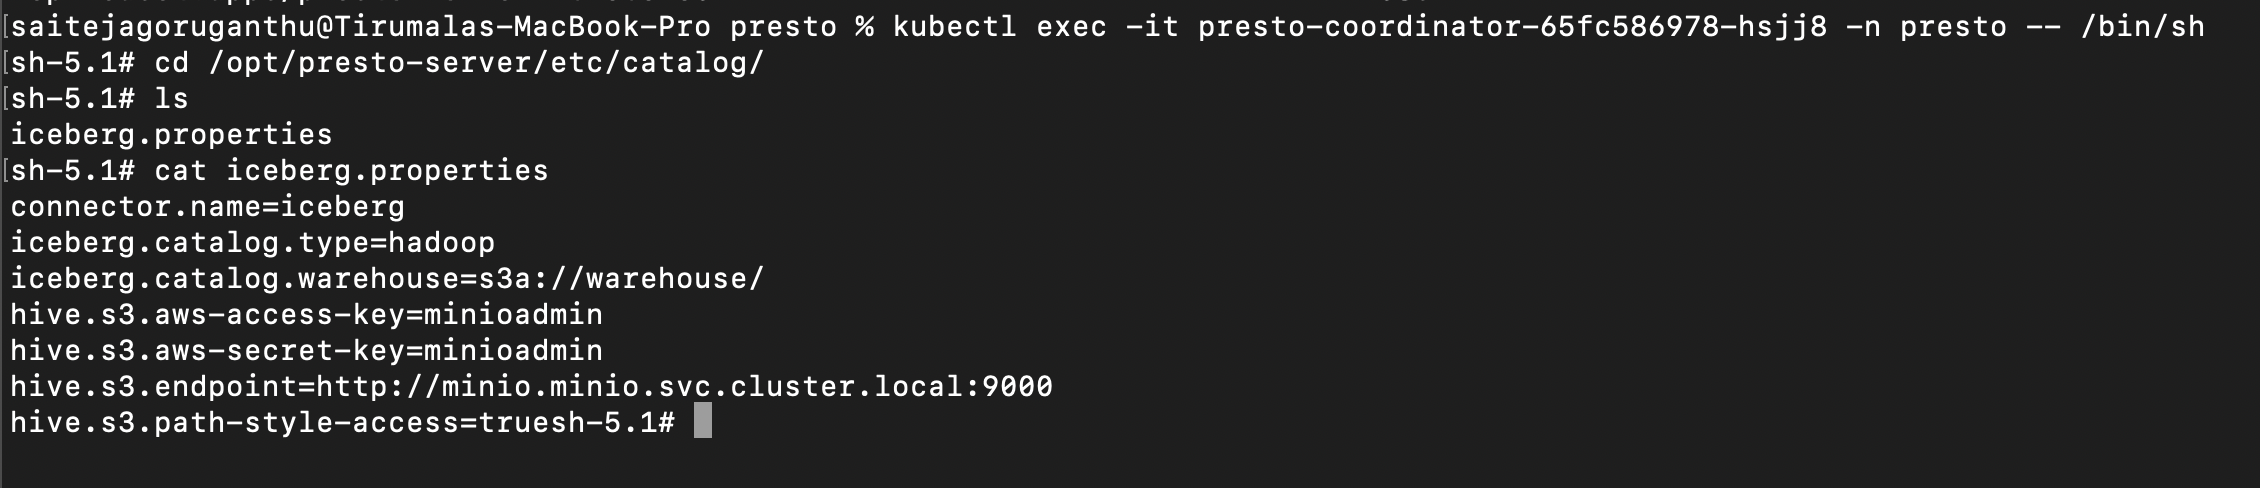 [saitejagoruganthu@Tirumalas-MacBook-Pro presto % kubectl exec -it presto-coordinator-65fc586978-hsjj8 -n presto -- /bin/sh
[sh-5.1# cd /opt/presto-server/etc/catalog/
[sh-5.1# ls
iceberg.properties
[sh-5.1# cat iceberg.properties
connector.name=iceberg
iceberg.catalog.type=hadoop
iceberg.catalog.warehouse=s3a://warehouse/
hive.s3.aws-access-key=minioadmin
hive.s3.aws-secret-key=minioadmin
hive.s3.endpoint=http://minio.minio.svc.cluster.local:9000
hive.s3.path-style-access=truesh-5.1#